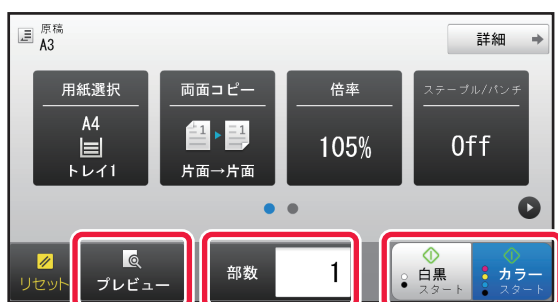 原稿
A3
詳細
用紙選択
A4
トレイ1
両面コピー
1 1
片面→片面
倍率
105%
ステープル/パンチ
Off
リセット
プレビュー
部数
1
白黒
スタート
カラー
スタート